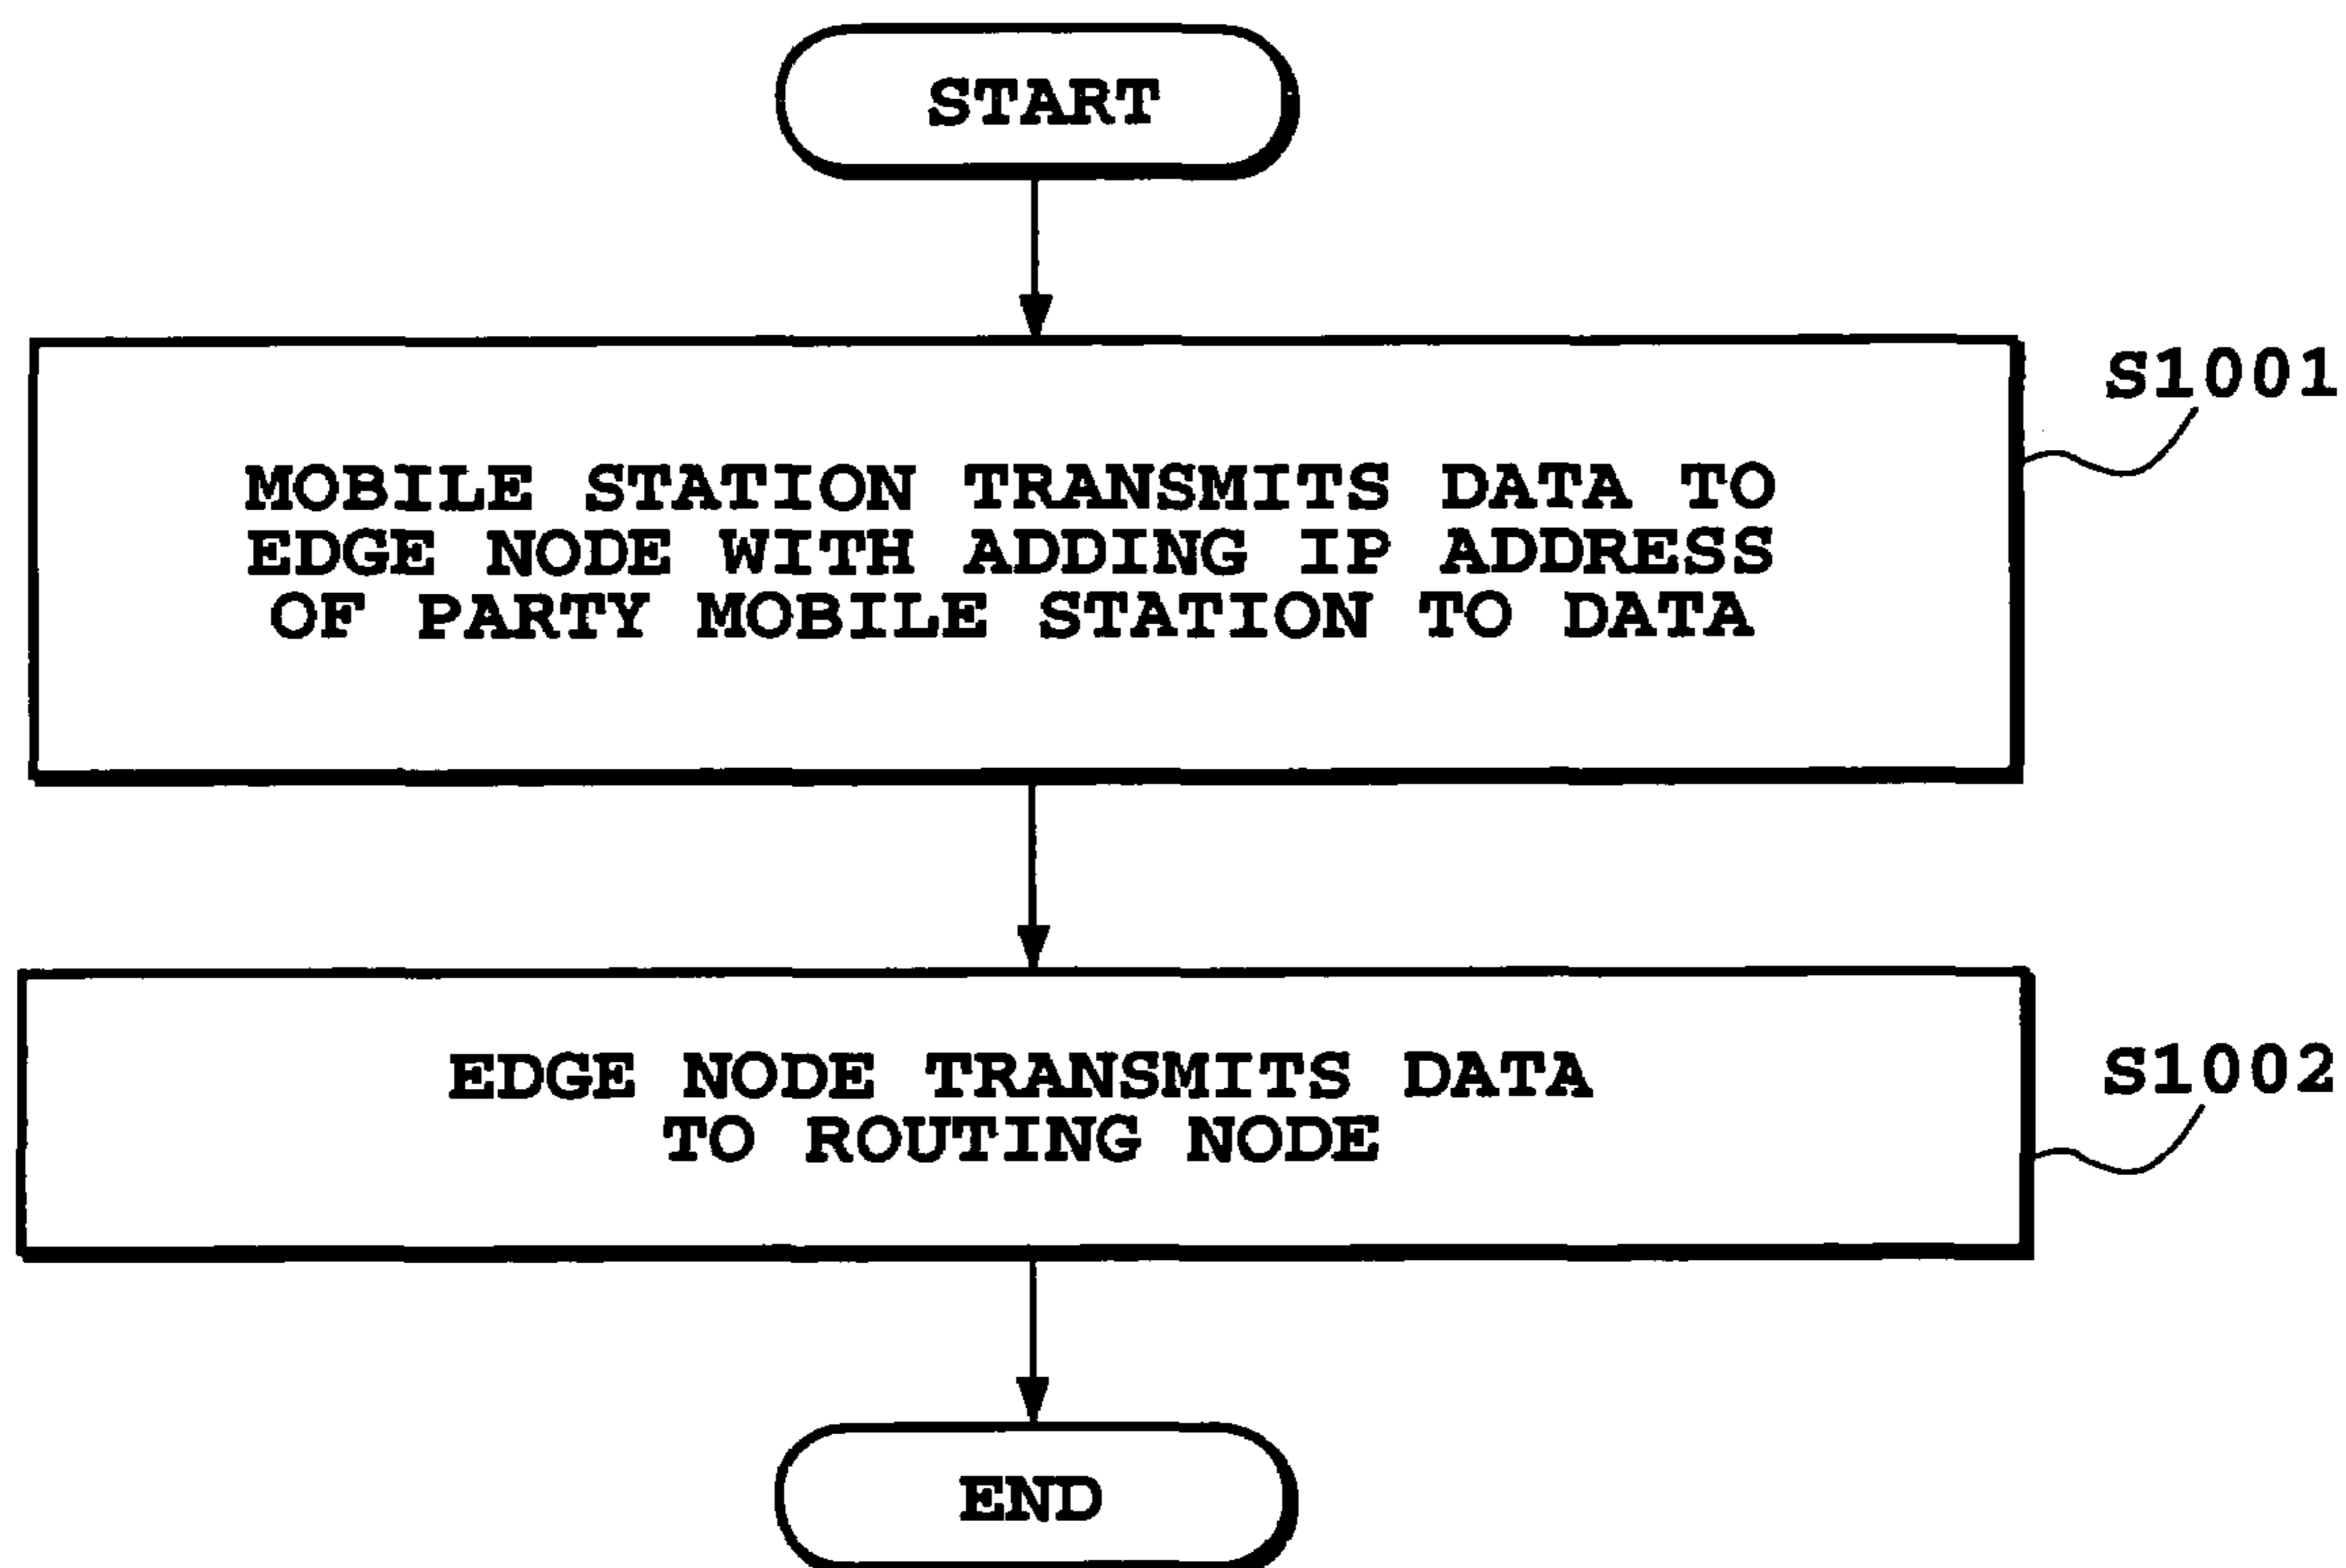 START
S1001
MOBILE STATION TRANSMITS DATA TO
EDGE NODE WITH ADDING IP ADDRESS
OF PARTY MOBILE STATION TO DATA
S1002
EDGE NODE TRANSMITS DATA
TO ROUTING NODE
END